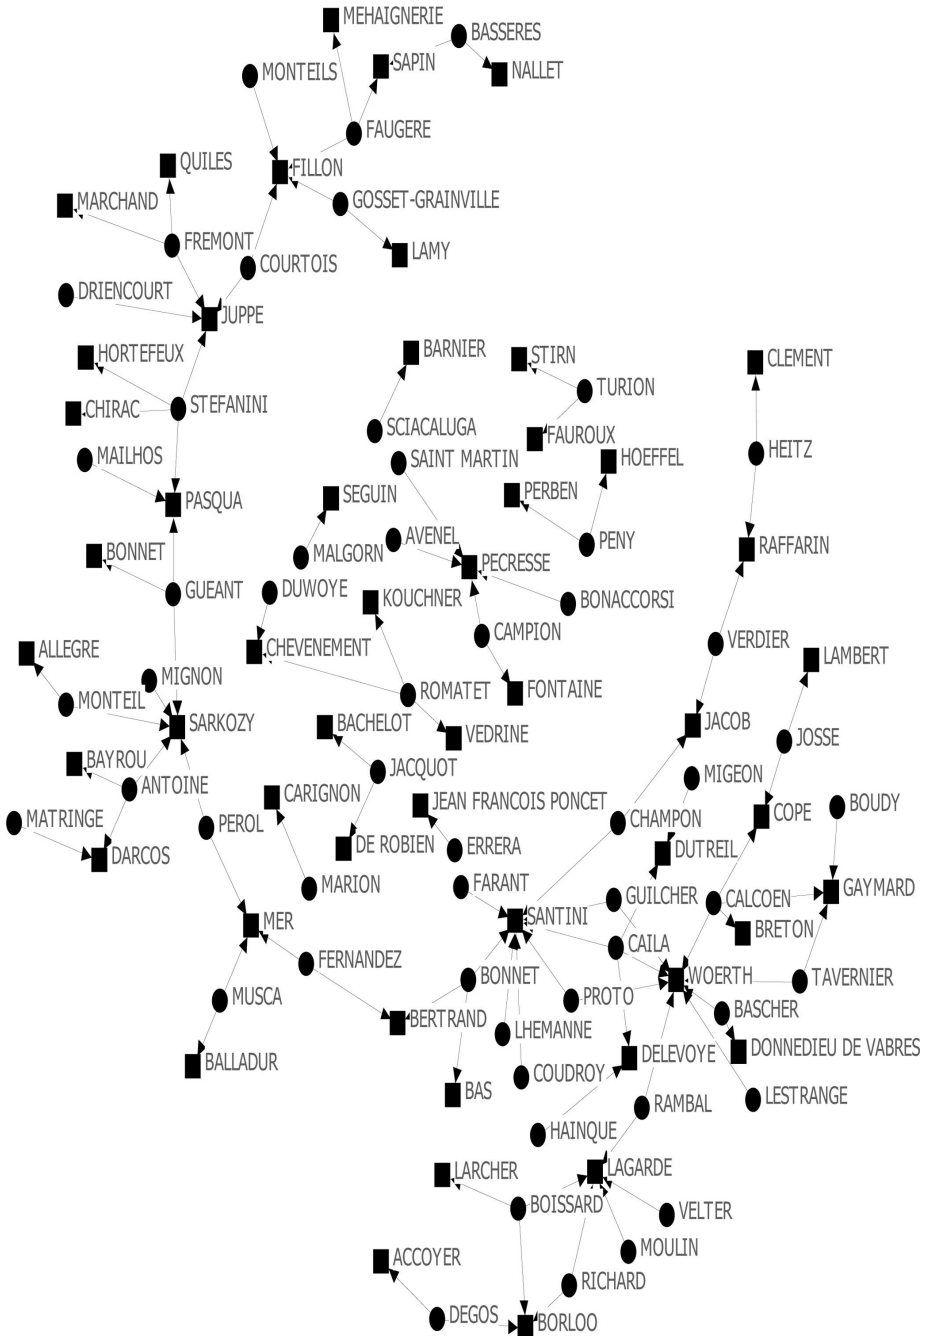 MEHAIGNERIE
BASSERES
SAPIN
NALLET
MONTEILS
FAUGERE
QUILES
FILLON
MARCHAND
GOSSET-GRAINVILLE
FREMONT
LAMY
COURTOIS
DRIENCOURT
JUPPE
HORTEFEUX
BARNIER
STIRN
CLEMENT
TURION
CHIRAC
STEFANINI
SCIACALUGA
FAUROUX
MAILHOS
SAINT MARTIN
HOEFFEL
HEITZ
PASQUA
SEGUIN
PERBEN
AVENEL
BONNET
MALGORN
PENY
RAFFARIN
PECRESSE
GUEANT
DUWOYE
KOUCHNER
BONACCORSI
ALLEGRE
CHEVENEMENT
CAMPION
VERDIER
LAMBERT
MIGNON
MONTEIL
ROMATET
FONTAINE
SARKOZY
BACHELOT
VEDRINE
JACOB
JOSSE
BAYROU
JACQUOT
MIGEON
ANTOINE
CARIGNON
JEAN FRANCOIS PONCET
BOUDY
MATRINGE
PEROL
CHAMPON
COPE
DARCOS
DE ROBIEN
ERRERA
DUTREIL
MARION
FARANT
GUILCHER
CALCOEN
GAYMARD
MER
SANTINI
BRETON
CAILA
FERNANDEZ
BONNET
WOERTH
TAVERNIER
MUSCA
PROTO
BASCHER
BERTRAND
LHEMANNE
BALLADUR
DELEVOYE
DONNEDIEU DE VABRES
COUDROY
BAS
RAMBAL
LESTRANGE
HAINQUE
LARCHER
LAGARDE
BOISSARD
VELTER
ACCOYER
MOULIN
RICHARD
DEGOS
BORLOO